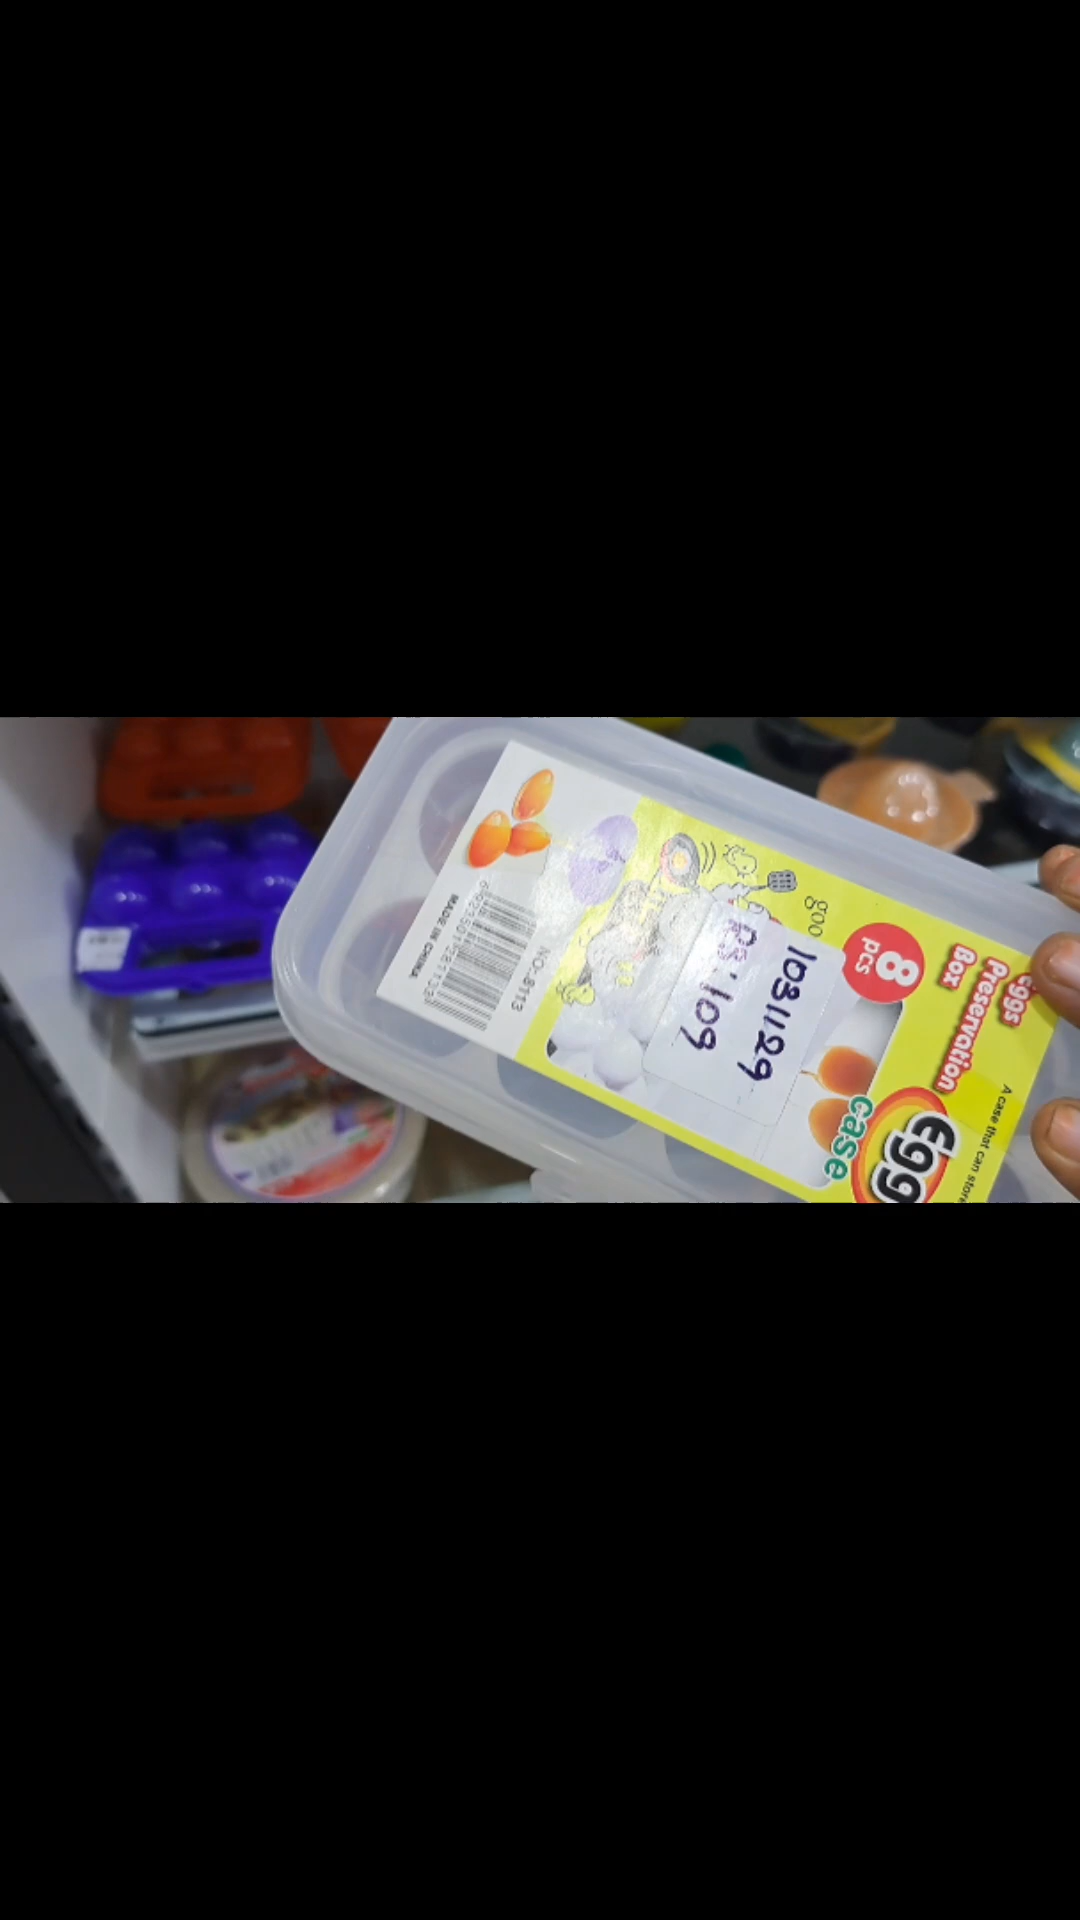 Eggs
Preservation
Box
A case that can store
Egg
case
8
pcs
goo
1031129
RS:109
NO-8113
MADE IN CHINA